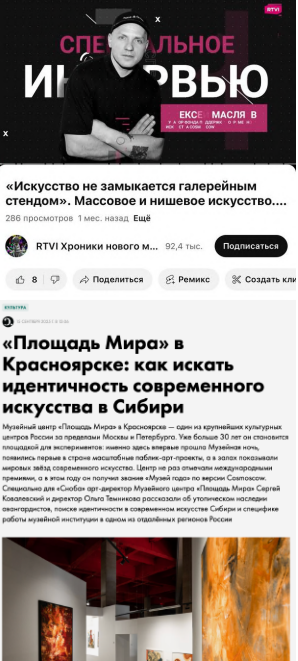 RTVI
x
СПЕЦИАЛЬНОЕ
ИНТЕРВЬЮ
x
«Искусство не замыкается галерейным
стендом». Массовое и нишевое искусство....
286 просмотров 1 мес. назад Ещё
RTVI Хроники нового м... 92,4 тыс. Подписаться
8 Поделиться Ремикс Создать кли
КУЛЬТУРА
«Площадь Мира» в
Красноярске: как искать
идентичность современного
искусства в Сибири
Музейный центр «Площадь Мира» в Красноярске — один из крупнейших культурных
центров России за пределами Москвы и Петербурга. Уже больше 30 лет он становится
площадкой для экспериментов: именно здесь впервые прошла Музейная ночь,
появились первые в стране масштабные паблик-арт-проекты, а в залах показывали
мировых звёзд современного искусства. Центр не раз отмечали международными
премиями, а в этом году он получил звание «Музей года» по версии Cosmoscow.
Специально для «Сноба» арт-директор Музейного центра «Площадь Мира» Сергей
Ковалевский и директор Ольга Темникова рассказали об утопическом наследии
авангардистов, поиске идентичности в современном искусстве Сибири и специфике
работы музейной институции в одном из отдалённых регионов России